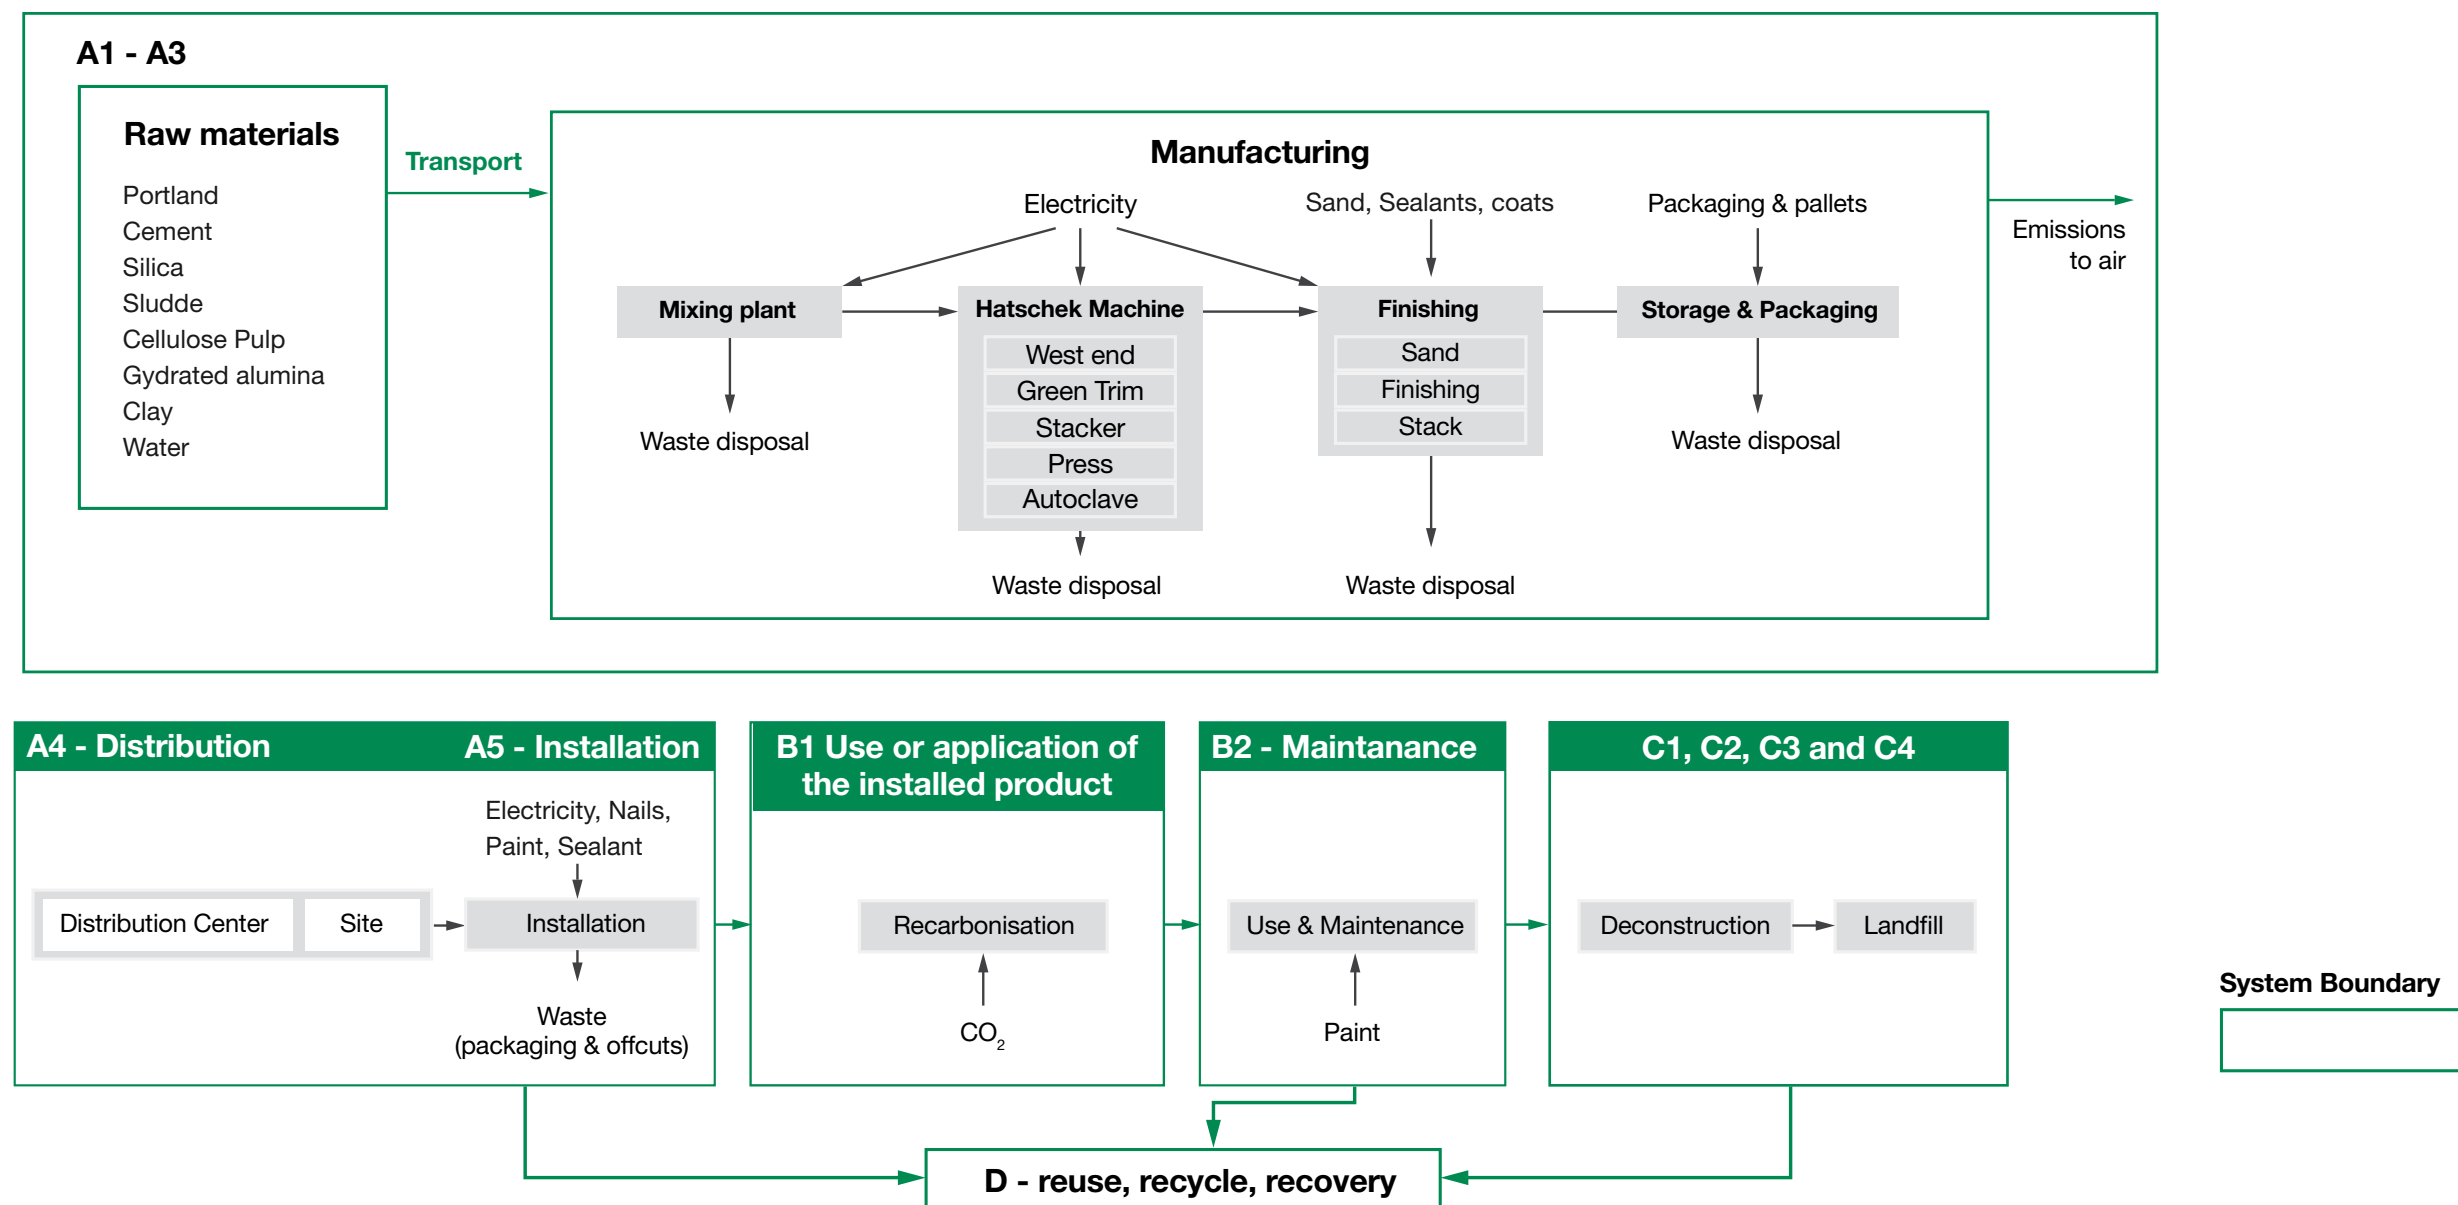 A1 - A3
Raw materials
Portland
Cement
Silica
Sludde
Cellulose Pulp
Gydrated alumina
Clay
Water
Transport
Manufacturing
Electricity
Sand, Sealants, coats
Packaging & pallets
Mixing plant
Waste disposal
Hatschek Machine
West end
Green Trim
Stacker
Press
Autoclave
Waste disposal
Finishing
Sand
Finishing
Stack
Waste disposal
Storage & Packaging
Waste disposal
Emissions
to air
A4 - Distribution
A5 - Installation
Electricity, Nails,
Paint, Sealant
Distribution Center
Site
Installation
Waste
(packaging & offcuts)
B1 Use or application of
the installed product
Recarbonisation
CO₂
B2 - Maintanance
Use & Maintenance
Paint
C1, C2, C3 and C4
Deconstruction
Landfill
System Boundary
D - reuse, recycle, recovery